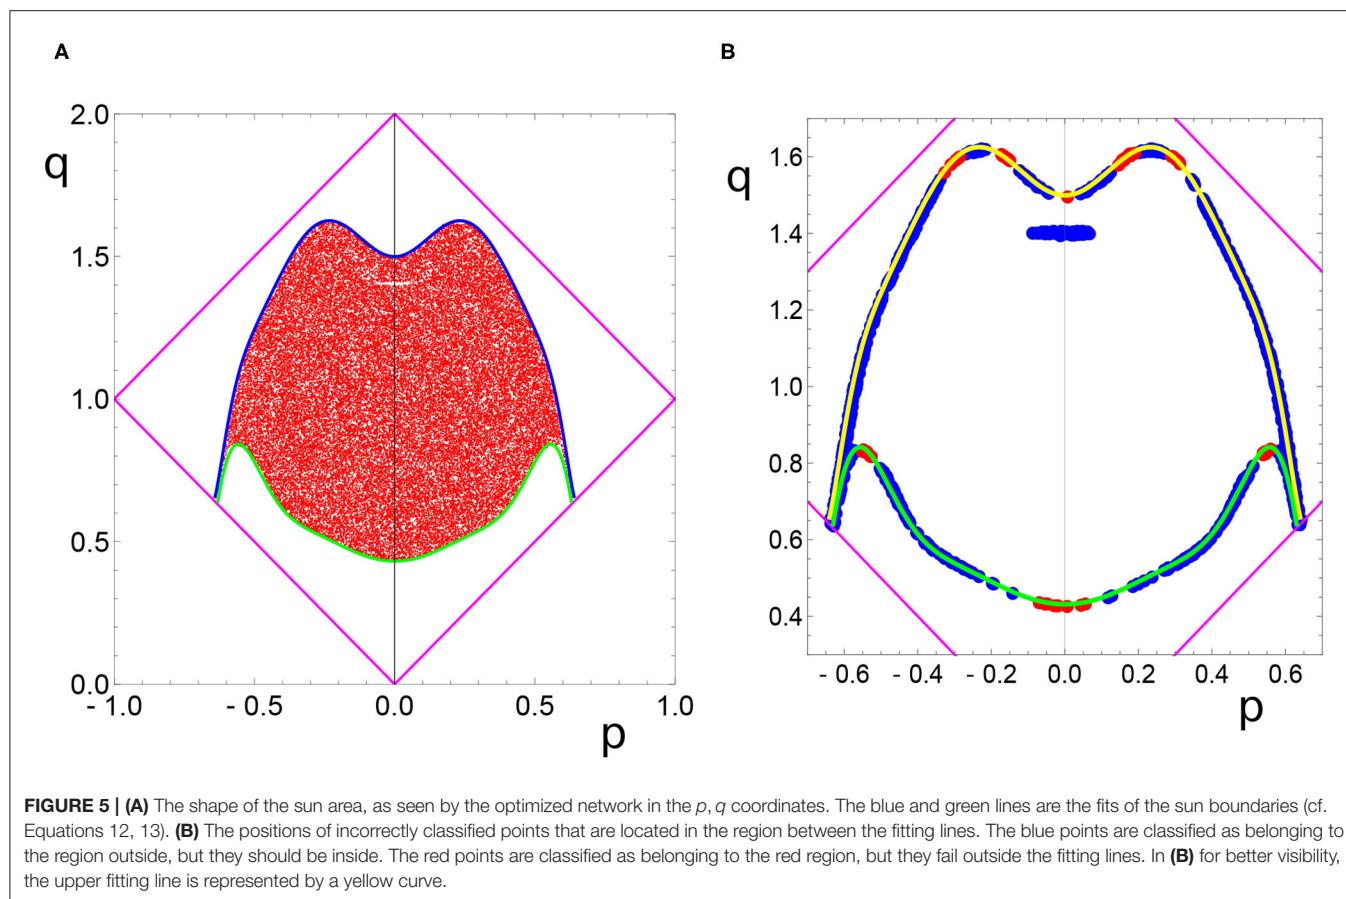 A
B
2.0
q
1.5
1.0
0.5
0.0
- 1.0
- 0.5
0.0
0.5
1.0
p
q
1.6
1.4
1.2
1.0
0.8
0.6
0.4
- 0.6
- 0.4
- 0.2
0.0
0.2
0.4
0.6
p
FIGURE 5 | (A) The shape of the sun area, as seen by the optimized network in the p, q coordinates. The blue and green lines are the fits of the sun boundaries (cf.
Equations 12, 13). (B) The positions of incorrectly classified points that are located in the region between the fitting lines. The blue points are classified as belonging to
the region outside, but they should be inside. The red points are classified as belonging to the red region, but they fail outside the fitting lines. In (B) for better visibility,
the upper fitting line is represented by a yellow curve.